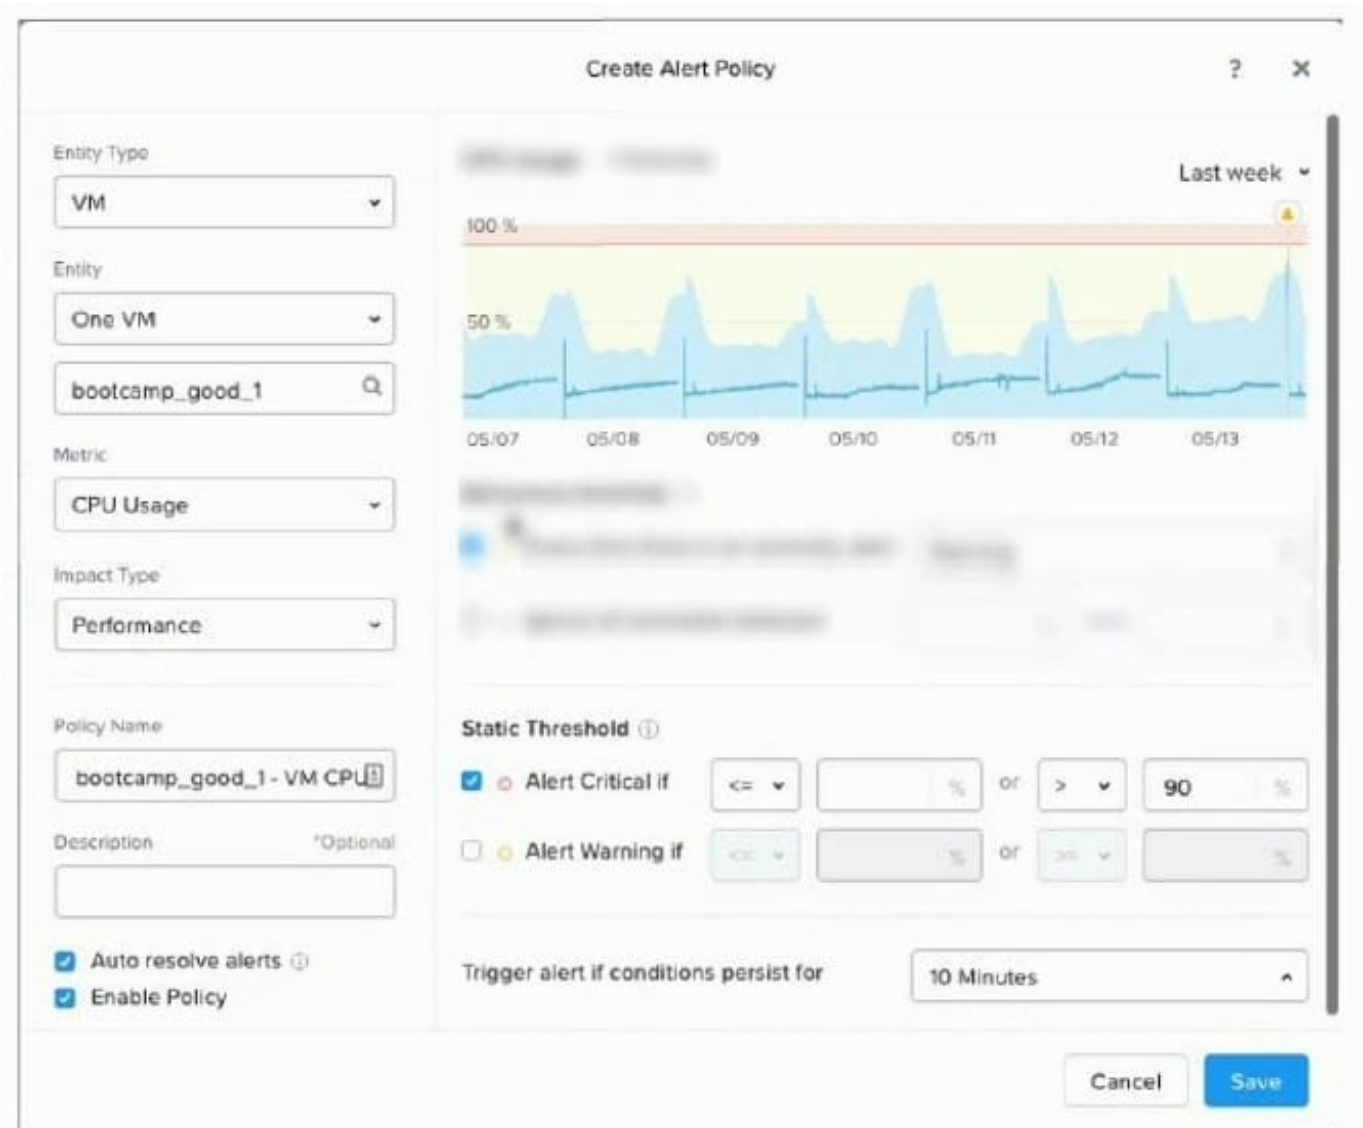 Create Alert Policy ?
Entity Type
VM
Entity
One VM
bootcamp_good_1
Metric
CPU Usage
Impact Type
Performance
Policy Name
bootcamp_good_1 - VM CPU
Description *Optional
Auto resolve alerts
Enable Policy
Last week
100 %
50 %
05/07 05/08 05/09 05/10 05/11 05/12 05/13
Static Threshold
Alert Critical if <= % or > 90 %
Alert Warning if <= % or >= %
Trigger alert if conditions persist for 10 Minutes
Cancel Save